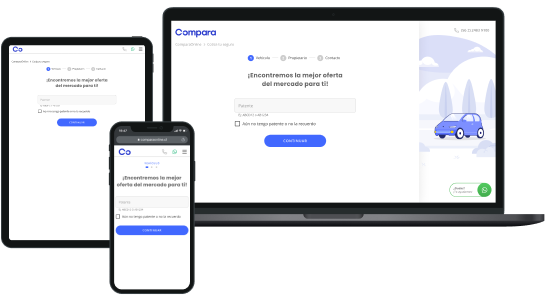 Compara
Vehículo
Propietario
Contacto
¡Encontremos la mejor oferta
del mercado para ti!
Patente
Aún no tengo patente o no la recuerdo
CONTINUAR
Co
¡Encontremos la mejor oferta
del mercado para ti!
Patente
Aún no tengo patente o no la recuerdo
CONTINUAR
Co
¡Encontremos la mejor
oferta del mercado para ti!
Patente
Aún no tengo patente o no la recuerdo
CONTINUAR